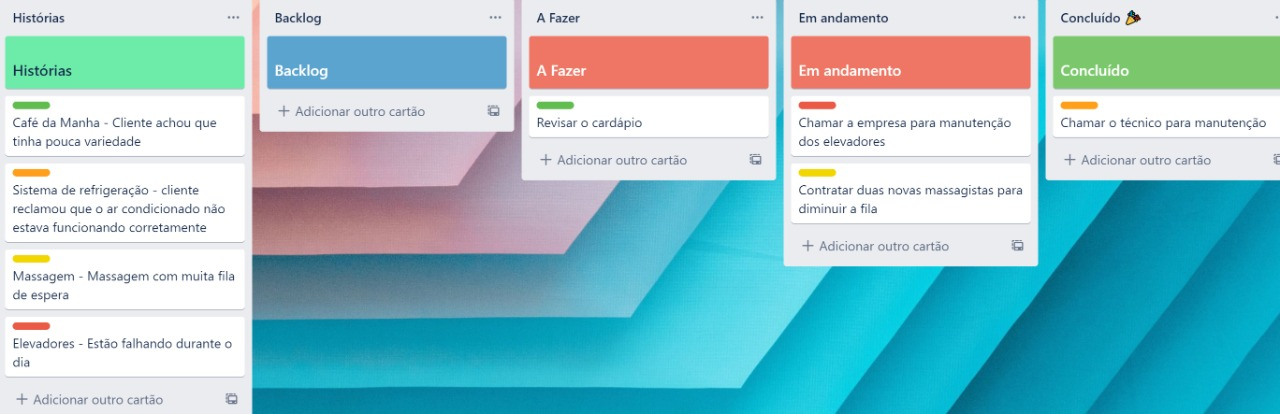 Histórias
Histórias
Café da Manha - Cliente achou que
tinha pouca variedade
Sistema de refrigeração - cliente
reclamou que o ar condicionado não
estava funcionando corretamente
Massagem - Massagem com muita fila
de espera
Elevadores - Estão falhando durante o
dia
Adicionar outro cartão
Backlog
Backlog
Adicionar outro cartão
A Fazer
A Fazer
Revisar o cardápio
Adicionar outro cartão
Em andamento
Em andamento
Chamar a empresa para manutenção
dos elevadores
Contratar duas novas massagistas para
diminuir a fila
Adicionar outro cartão
Concluído 🎉
Concluído
Chamar o técnico para manutenção
Adicionar outro cartão